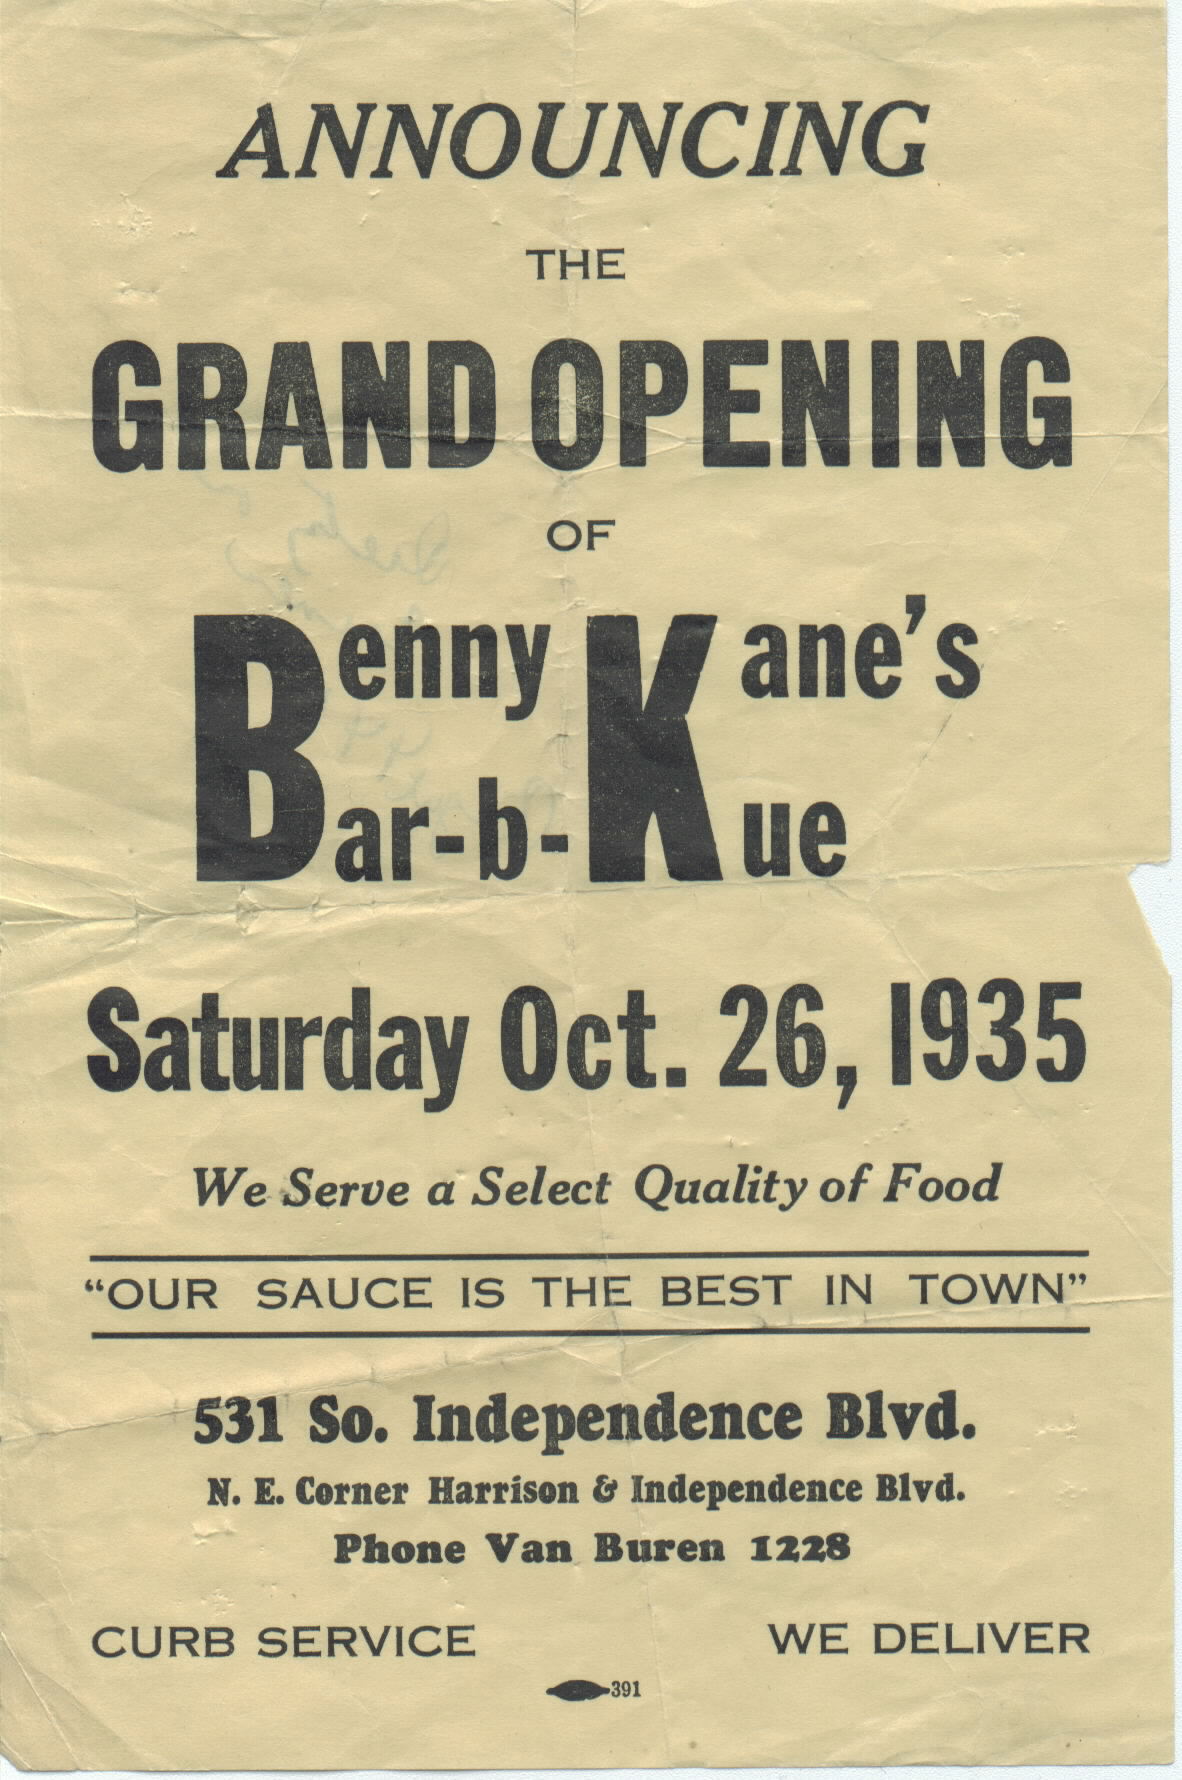 ANNOUNCING
THE
GRAND OPENING
OF
Benny Kane's
Bar-b-Kue
Saturday Oct. 26, 1935
We Serve a Select Quality of Food
"OUR SAUCE IS THE BEST IN TOWN"
531 So. Independence Blvd.
N. E. Corner Harrison & Independence Blvd.
Phone Van Buren 1228
CURB SERVICE WE DELIVER
391